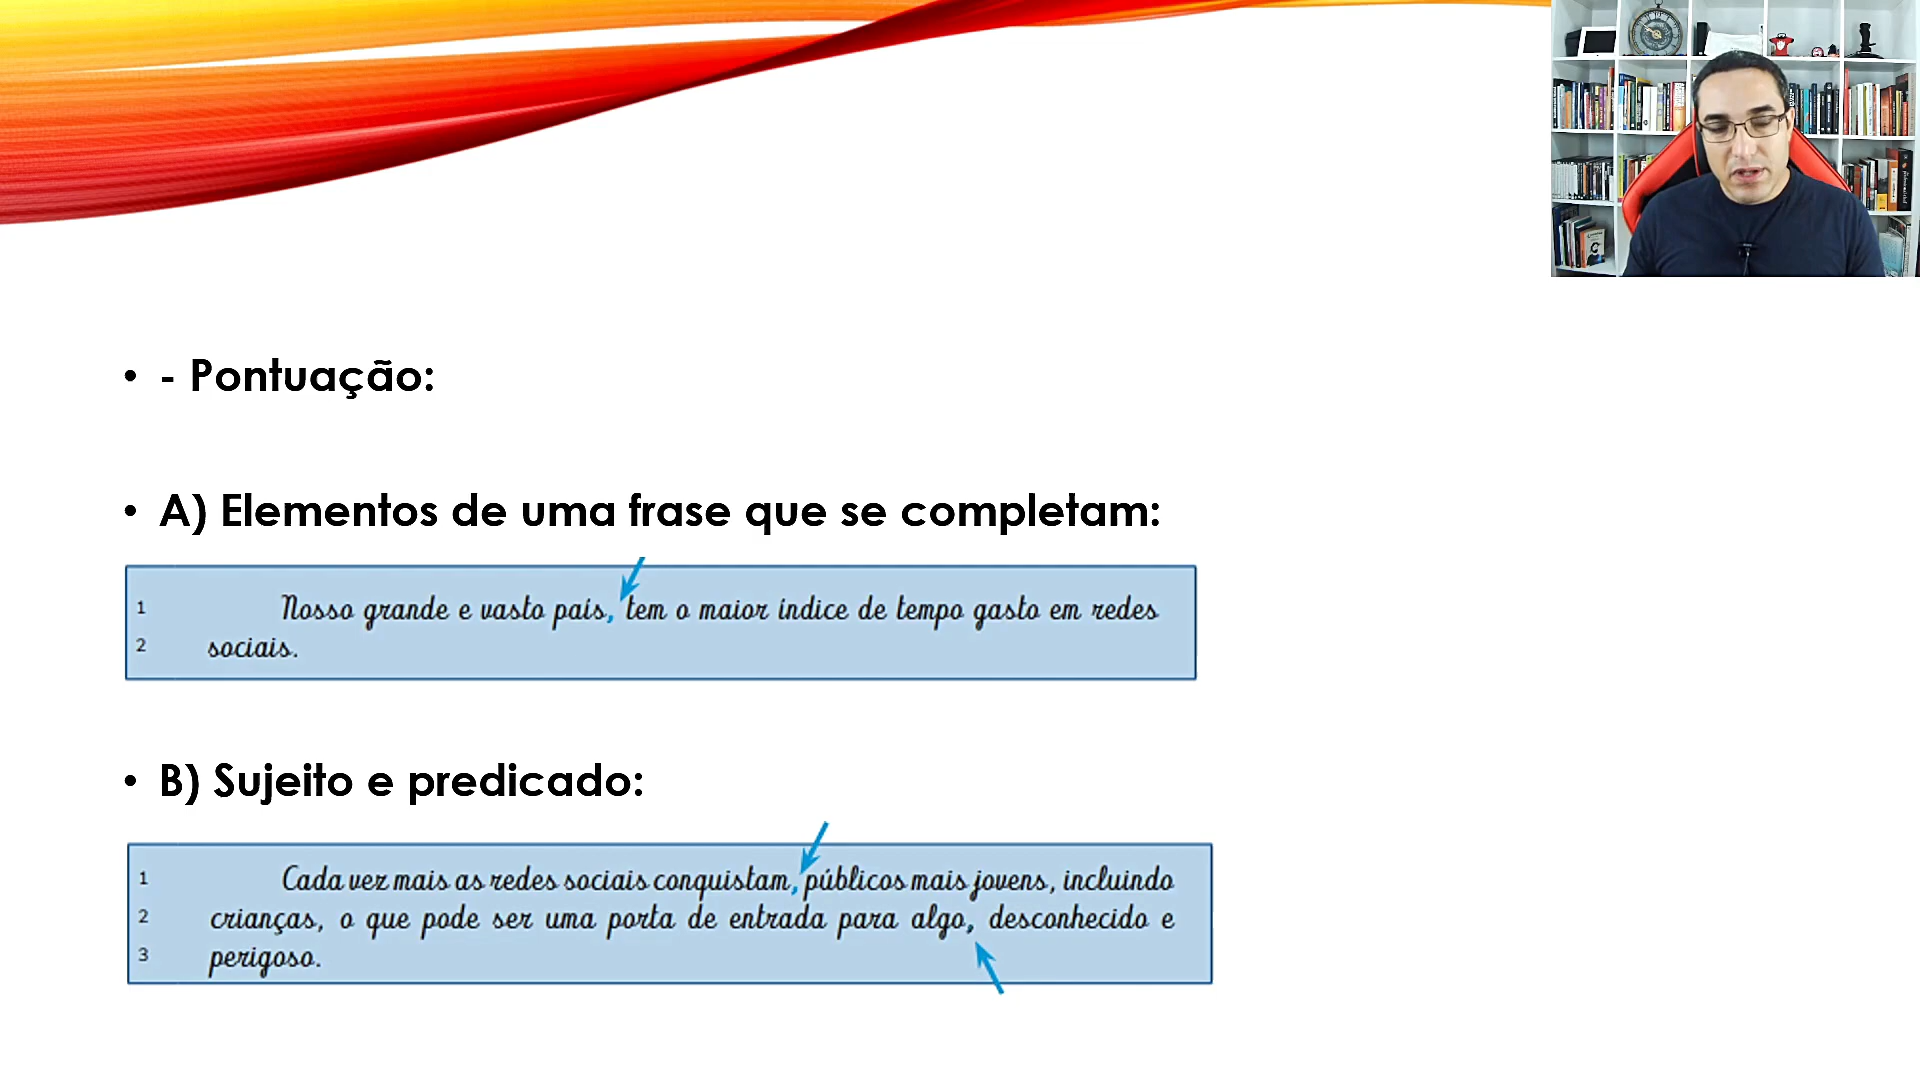 • - Pontuação:
• A) Elementos de uma frase que se completam:
1 Nosso grande e vasto país, tem o maior índice de tempo gasto em redes
2 sociais.
• B) Sujeito e predicado:
1 Cada vez mais as redes sociais conquistam, públicos mais jovens, incluindo
2 crianças, o que pode ser uma porta de entrada para algo, desconhecido e
3 perigoso.